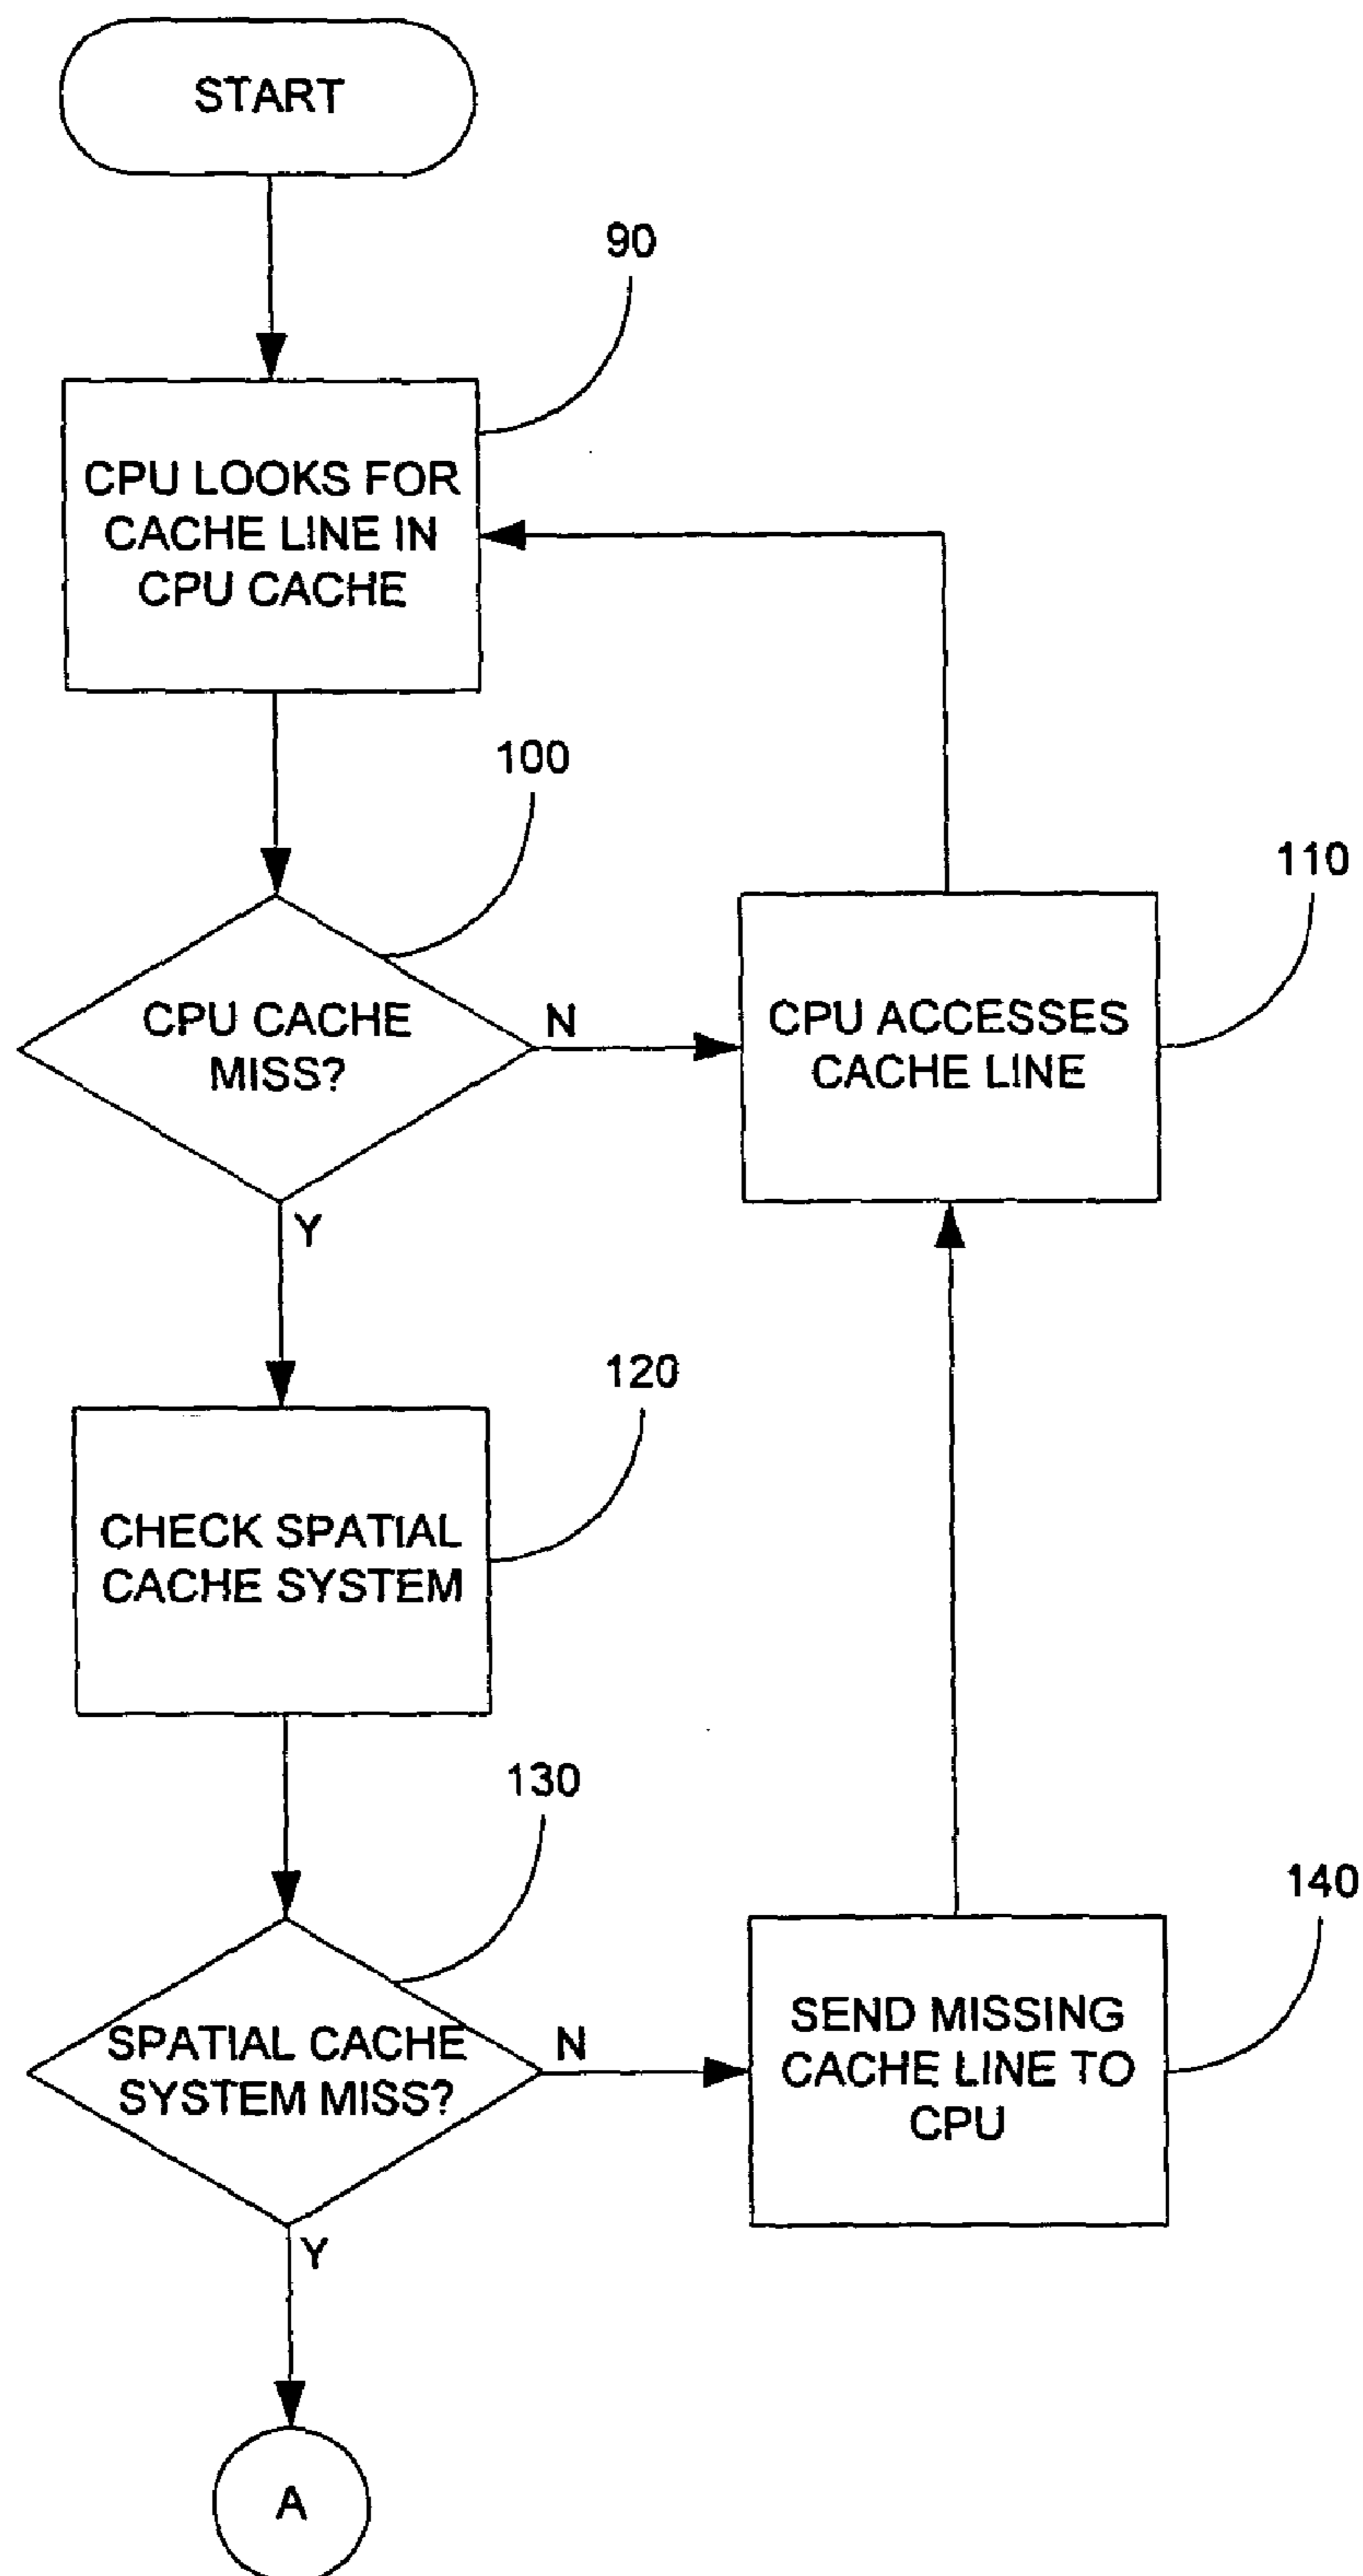 START
90
CPU LOOKS FOR
CACHE LINE IN
CPU CACHE
100
110
CPU CACHE
MISS?
N
CPU ACCESSES
CACHE LINE
Y
120
CHECK SPATIAL
CACHE SYSTEM
130
140
SPATIAL CACHE
SYSTEM MISS?
N
SEND MISSING
CACHE LINE TO
CPU
Y
A